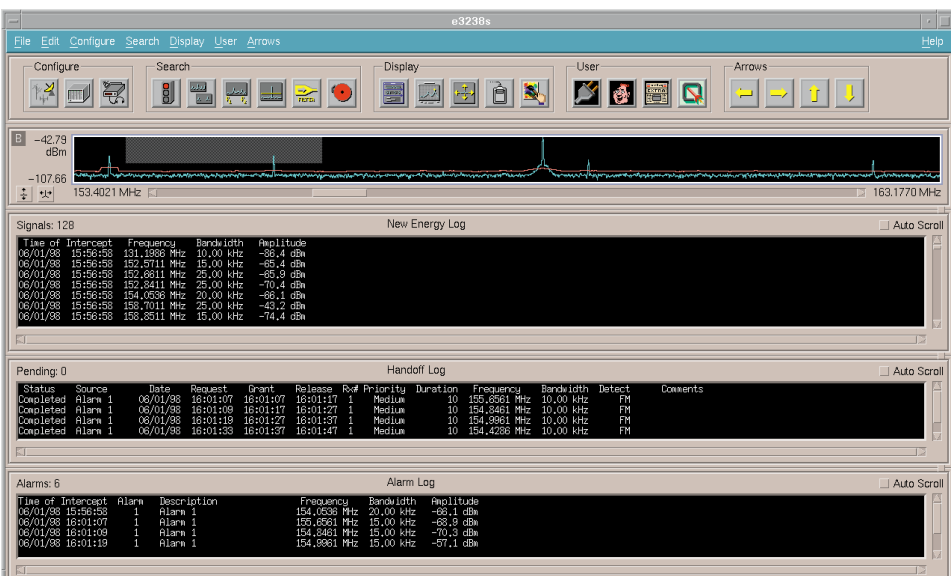 e3238s
File Edit Configure Search Display User Arrows Help
Configure Search Display User Arrows
B -42.79
dBm
-107.66
153.4021 MHz 163.1770 MHz
Signals: 128 New Energy Log Auto Scroll
Time of Intercept Frequency Bandwidth Amplitude
06/01/98 15:56:58 131.1986 MHz 10.00 kHz -86.4 dBm
06/01/98 15:56:58 152.5711 MHz 15.00 kHz -65.4 dBm
06/01/98 15:56:58 152.6611 MHz 25.00 kHz -65.9 dBm
06/01/98 15:56:58 152.8411 MHz 25.00 kHz -70.4 dBm
06/01/98 15:56:58 154.0536 MHz 20.00 kHz -66.1 dBm
06/01/98 15:56:58 158.7011 MHz 25.00 kHz -43.2 dBm
06/01/98 15:56:58 158.8511 MHz 15.00 kHz -74.4 dBm
Pending: 0 Handoff Log Auto Scroll
Status Source Date Request Grant Release Rx# Priority Duration Frequency Bandwidth Detect Comments
Completed Alarm 1 06/01/98 16:01:07 16:01:07 16:01:17 1 Medium 10 155.6561 MHz 10.00 kHz FM
Completed Alarm 1 06/01/98 16:01:09 16:01:17 16:01:27 1 Medium 10 154.8461 MHz 10.00 kHz FM
Completed Alarm 1 06/01/98 16:01:19 16:01:27 16:01:37 1 Medium 10 154.9961 MHz 10.00 kHz FM
Completed Alarm 1 06/01/98 16:01:33 16:01:37 16:01:47 1 Medium 10 154.4286 MHz 10.00 kHz FM
Alarms: 6 Alarm Log Auto Scroll
Time of Intercept Alarm Description Frequency Bandwidth Amplitude
06/01/98 15:56:58 1 Alarm 1 154.0536 MHz 20.00 kHz -66.1 dBm
06/01/98 16:01:07 1 Alarm 1 155.6561 MHz 15.00 kHz -68.9 dBm
06/01/98 16:01:09 1 Alarm 1 154.8461 MHz 15.00 kHz -70.3 dBm
06/01/98 16:01:19 1 Alarm 1 154.9961 MHz 15.00 kHz -57.1 dBm